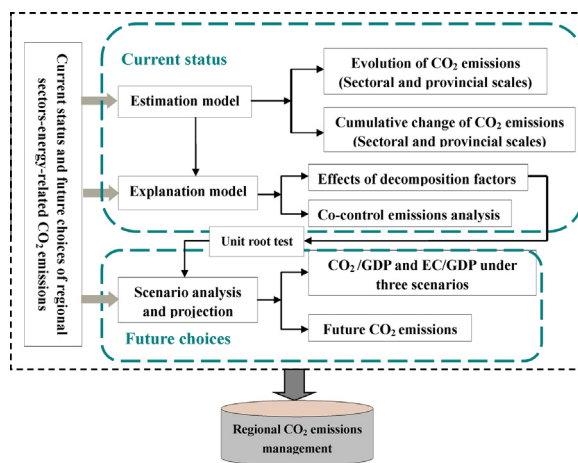 Current status and future choices of regional
sectors-energy-related CO₂ emissions
Current status
Estimation model
Evolution of CO₂ emissions
(Sectoral and provincial scales)
Cumulative change of CO₂ emissions
(Sectoral and provincial scales)
Explanation model
Effects of decomposition factors
Co-control emissions analysis
Unit root test
Scenario analysis
and projection
CO₂ /GDP and EC/GDP under
three scenarios
Future CO₂ emissions
Future choices
Regional CO₂ emissions
management